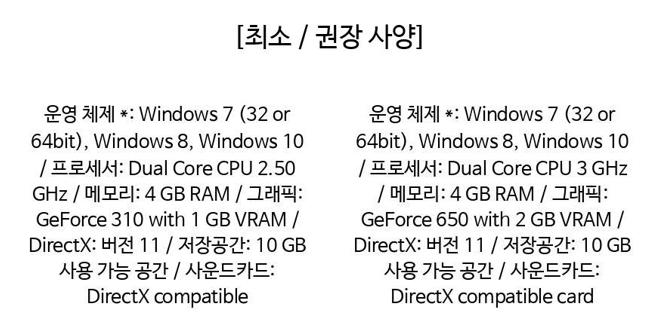 [최소 / 권장 사양]
운영 체제 *: Windows 7 (32 or
64bit), Windows 8, Windows 10
/ 프로세서: Dual Core CPU 2.50
GHz / 메모리: 4 GB RAM / 그래픽:
GeForce 310 with 1 GB VRAM /
DirectX: 버전 11 / 저장공간: 10 GB
사용 가능 공간 / 사운드카드:
DirectX compatible
운영 체제 *: Windows 7 (32 or
64bit), Windows 8, Windows 10
/ 프로세서: Dual Core CPU 3 GHz
/ 메모리: 4 GB RAM / 그래픽:
GeForce 650 with 2 GB VRAM /
DirectX: 버전 11 / 저장공간: 10 GB
사용 가능 공간 / 사운드카드:
DirectX compatible card